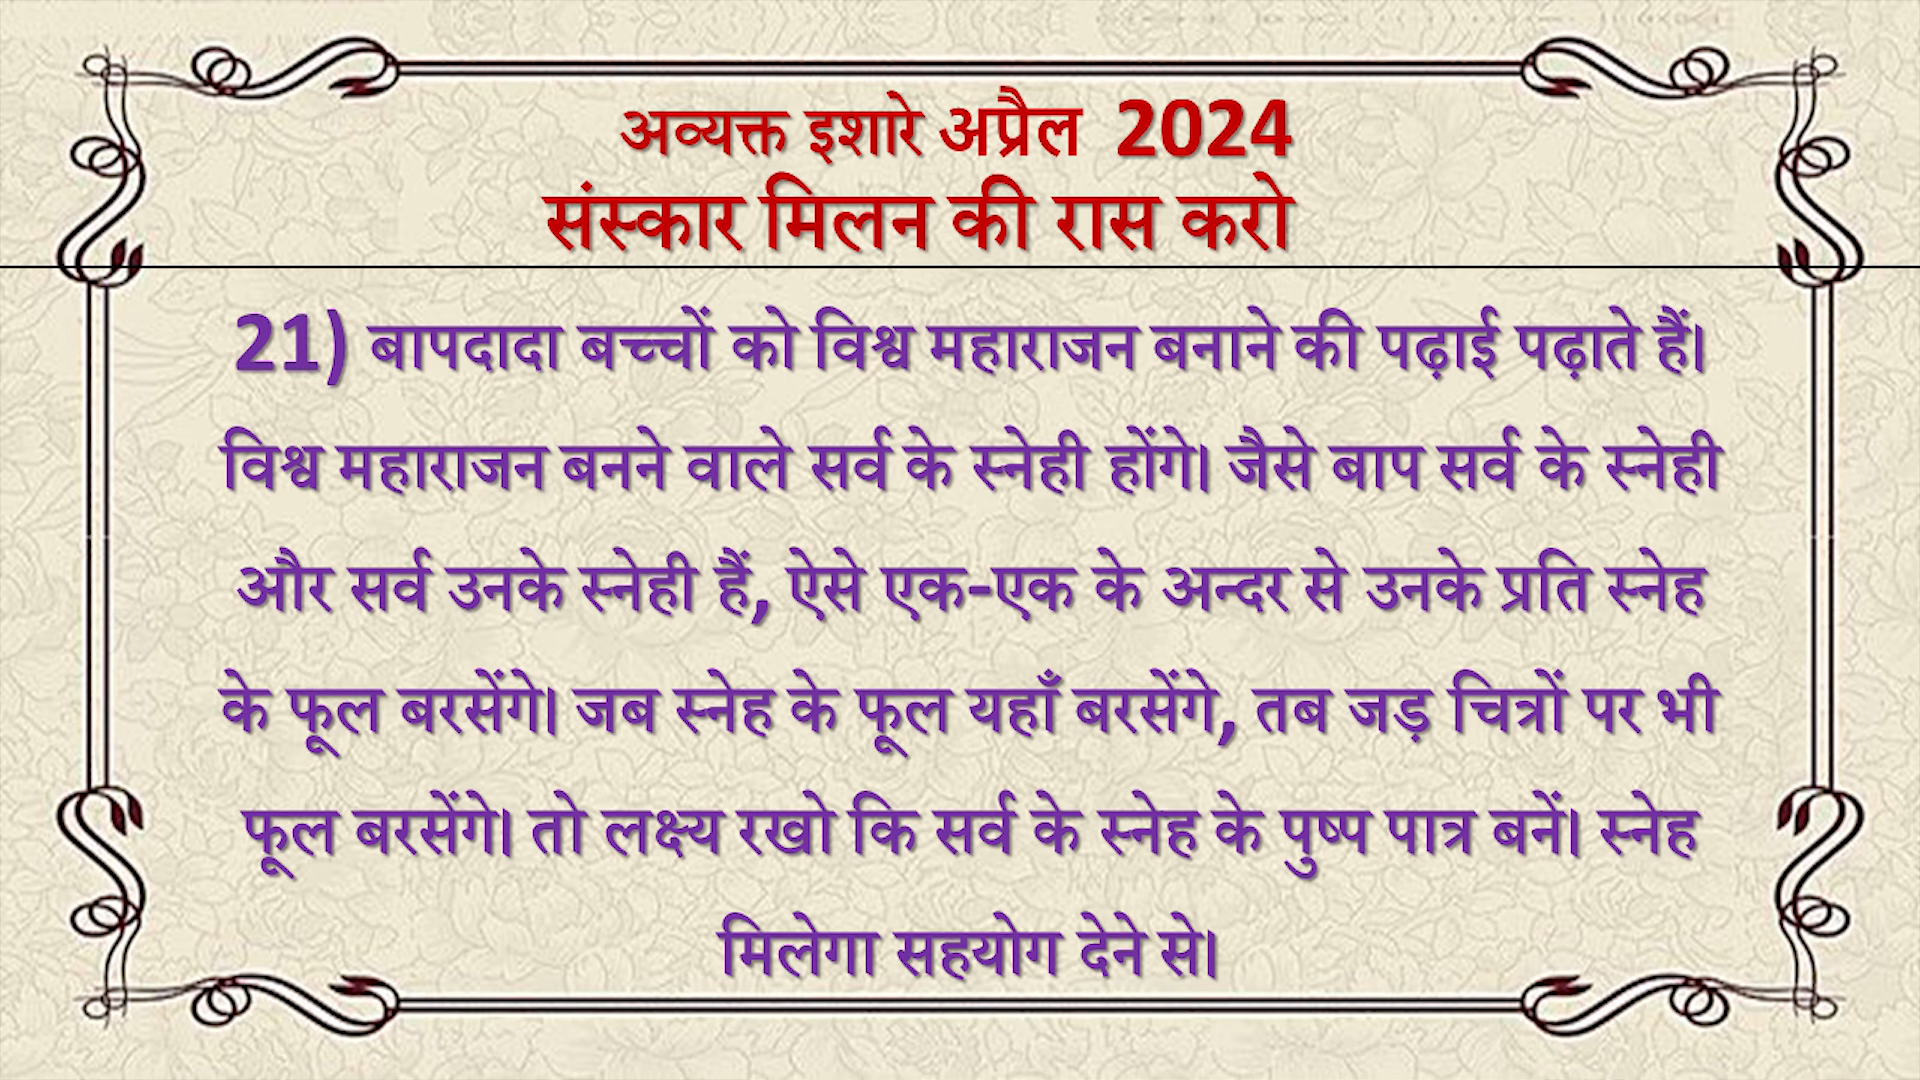 अव्यक्त इशारे अप्रैल 2024
संस्कार मिलन की रास करो
21) बापदादा बच्चों को विश्व महाराजन बनाने की पढ़ाई पढ़ाते हैं।
विश्व महाराजन बनने वाले सर्व के स्नेही होंगे। जैसे बाप सर्व के स्नेही
और सर्व उनके स्नेही हैं, ऐसे एक-एक के अन्दर से उनके प्रति स्नेह
के फूल बरसेंगे। जब स्नेह के फूल यहाँ बरसेंगे, तब जड़ चित्रों पर भी
फूल बरसेंगे। तो लक्ष्य रखो कि सर्व के स्नेह के पुष्प पात्र बनें। स्नेह
मिलेगा सहयोग देने से।